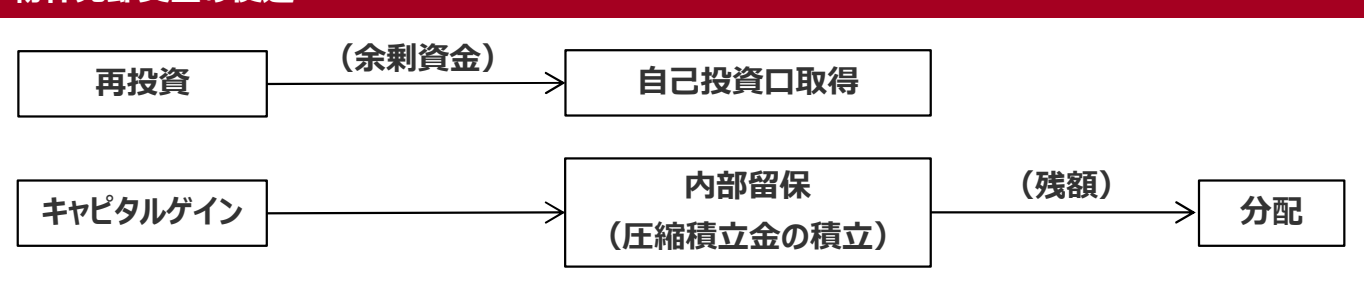 再投資
（余剰資金）
自己投資口取得
キャピタルゲイン
内部留保
（圧縮積立金の積立）
（残額）
分配